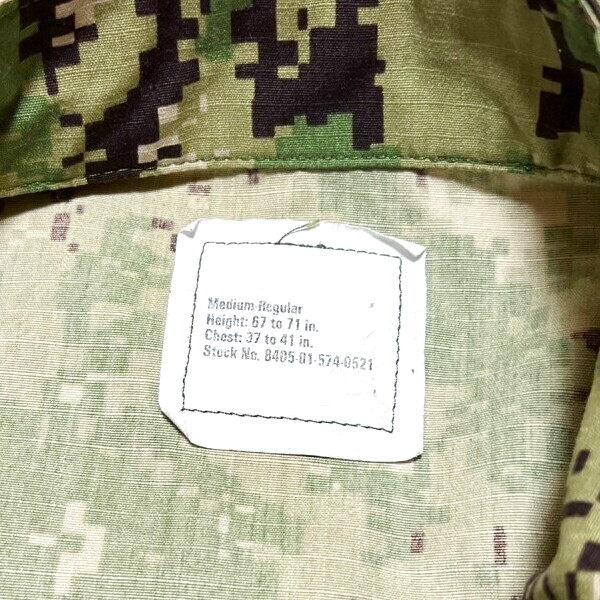 Medium-Regular
Height: 67 to 71 in.
Chest: 37 to 41 in.
Stock No. 8405-01-574-0521